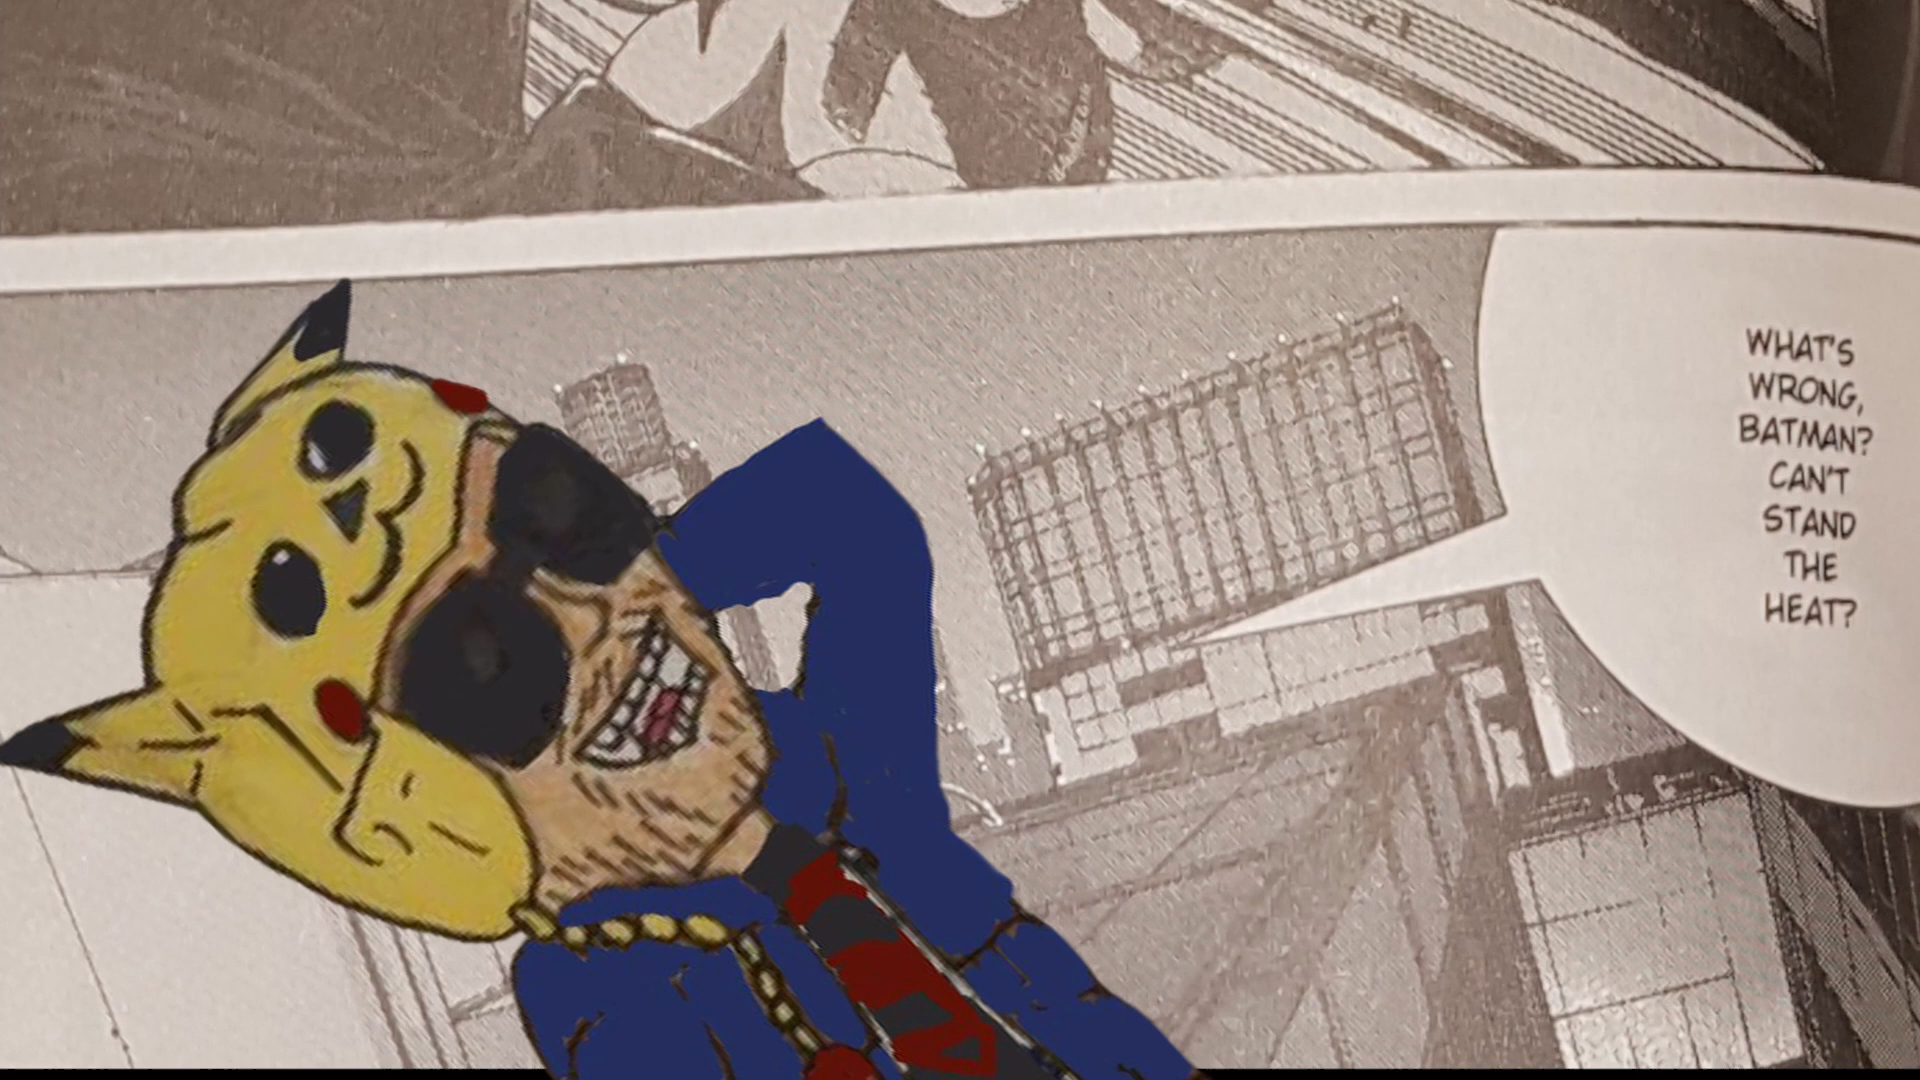 WHAT'S
WRONG,
BATMAN?
CAN'T
STAND
THE
HEAT?